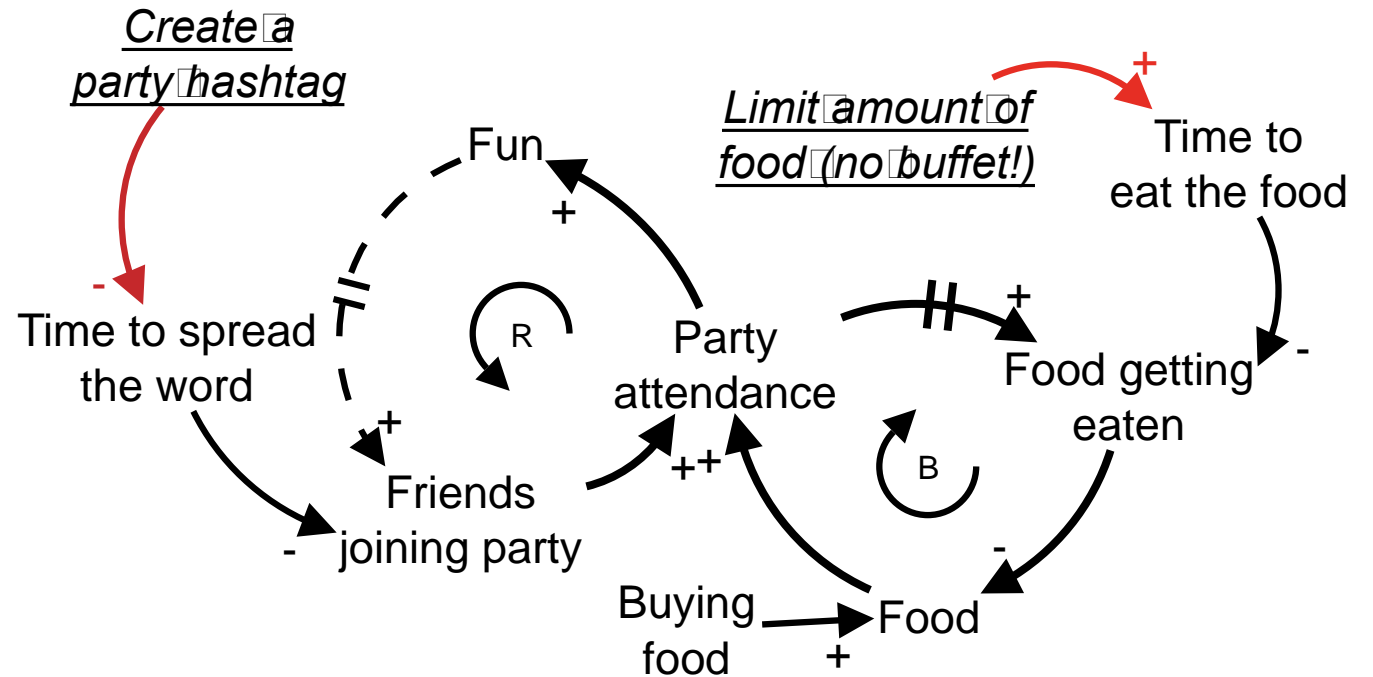 Create a
party hashtag
Limit amount of
food (no buffet!)
+
Time to
eat the food
Fun
+
-
Time to spread
the word
R
Party
attendance
+
Food getting
eaten
-
+
Friends
joining party
-
++
B
-
Buying
food
+
Food